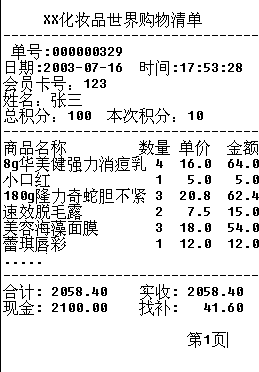 XX化妆品世界购物清单
单号:000000329
日期:2003-07-16 时间:17:53:28
会员卡号: 123
姓名: 张三
总积分: 100 本次积分: 10
商品名称 数量 单价 金额
8g华美健强力消痘乳 4 16.0 64.0
小口红 1 5.0 5.0
180g隆力奇蛇胆不紧 3 20.8 62.4
速效脱毛露 2 7.5 15.0
美容海藻面膜 3 18.0 54.0
蕾琪唇彩 1 12.0 12.0
.....
合计: 2058.40 实收: 2058.40
现金: 2100.00 找补: 41.60
第1页